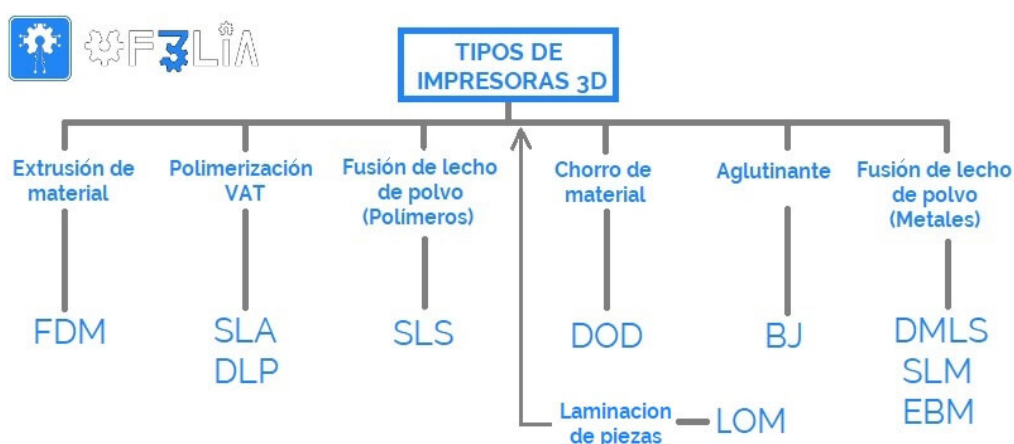 OF3LIA
TIPOS DE
IMPRESORAS 3D
Extrusión de
material
Polimerización
VAT
Fusión de lecho
de polvo
(Polímeros)
Chorro de
material
Aglutinante
Fusión de lecho
de polvo
(Metales)
FDM
SLA
DLP
SLS
DOD
BJ
DMLS
SLM
EBM
Laminacion
de piezas
LOM